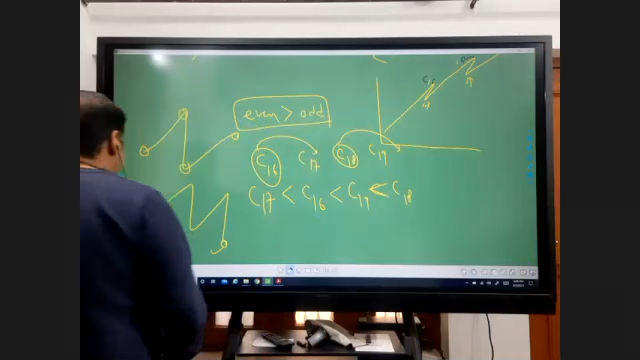 even > odd
C16 C17 C18 C19
C17 < C16 < C19 < C18